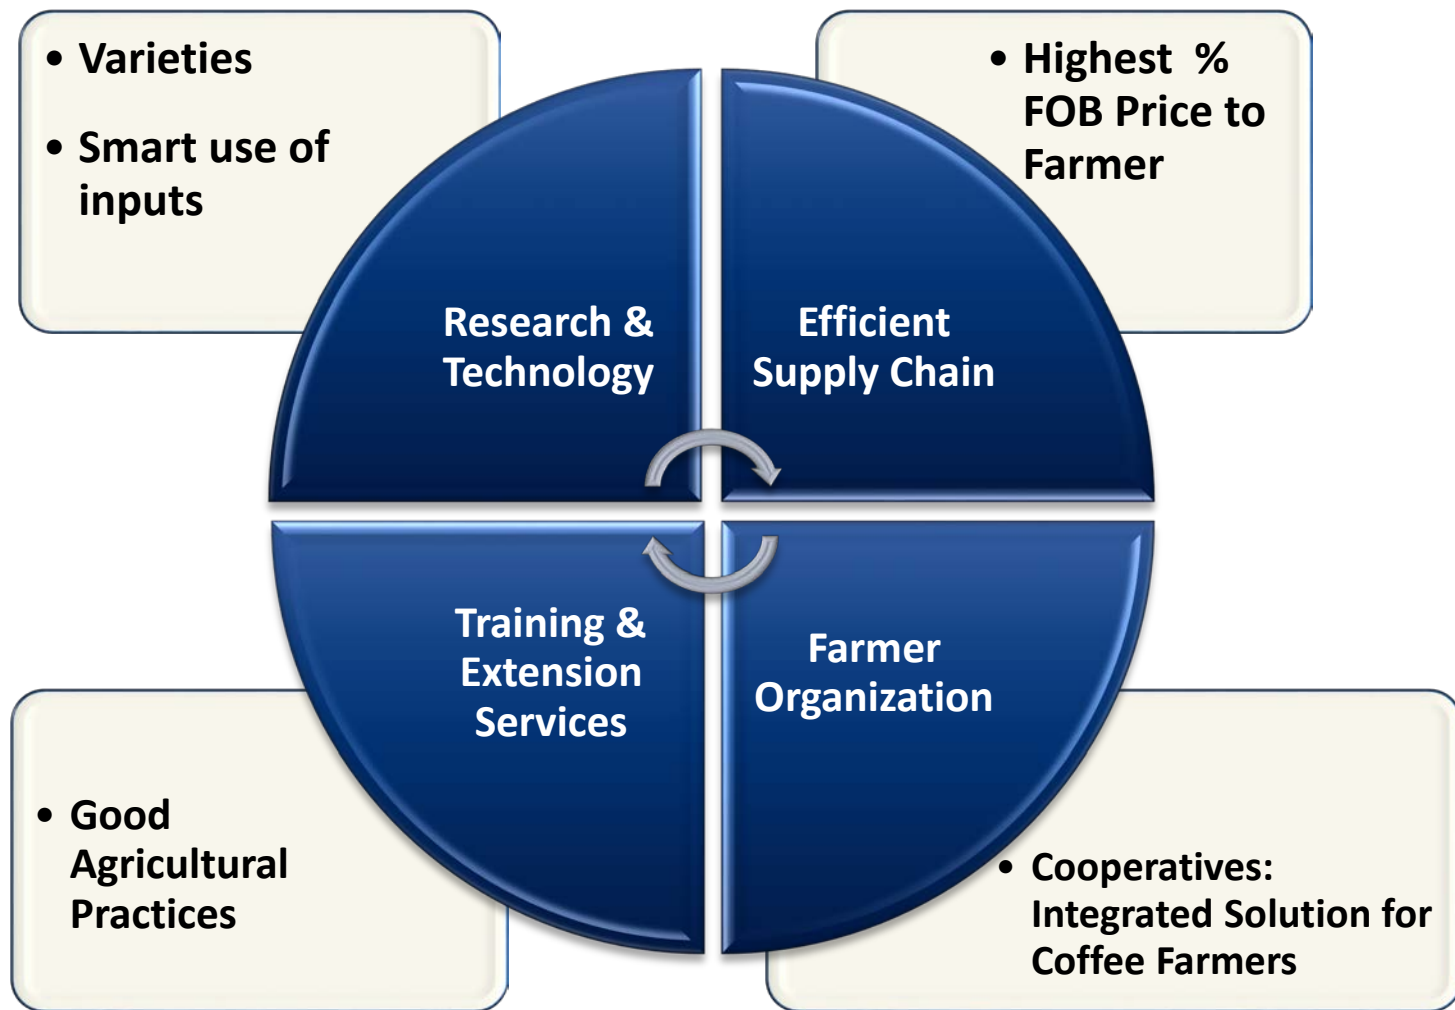 • Varieties
• Smart use of
inputs
• Highest %
FOB Price to
Farmer
Research &
Technology
Efficient
Supply Chain
Training &
Extension
Services
Farmer
Organization
• Good
Agricultural
Practices
• Cooperatives:
Integrated Solution for
Coffee Farmers